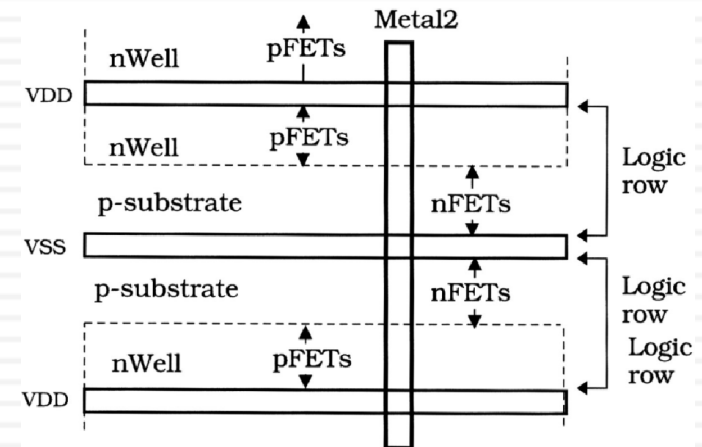 Metal2
nWell
pFETs
VDD
pFETs
nWell
Logic
row
p-substrate
nFETs
VSS
p-substrate
nFETs
Logic
row
Logic
row
nWell
pFETs
VDD